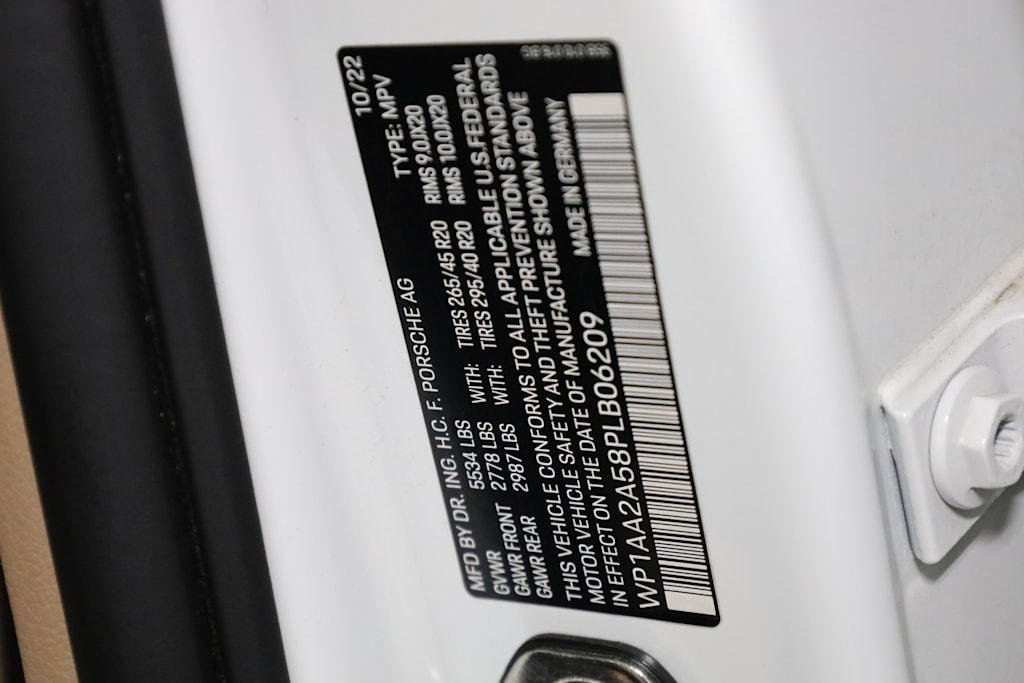 10/22
MFD BY DR. ING. H.C. F. PORSCHE AG TYPE: MPV
GVWR 5534 LBS WITH: TIRES 265/45 R20 RIMS 9.0JX20
GAWR FRONT 2778 LBS WITH: TIRES 295/40 R20 RIMS 10.0JX20
GAWR REAR 2987 LBS
THIS VEHICLE CONFORMS TO ALL APPLICABLE U.S.FEDERAL
MOTOR VEHICLE SAFETY AND THEFT PREVENTION STANDARDS
IN EFFECT ON THE DATE OF MANUFACTURE SHOWN ABOVE
WP1AA2A58PLB06209 MADE IN GERMANY